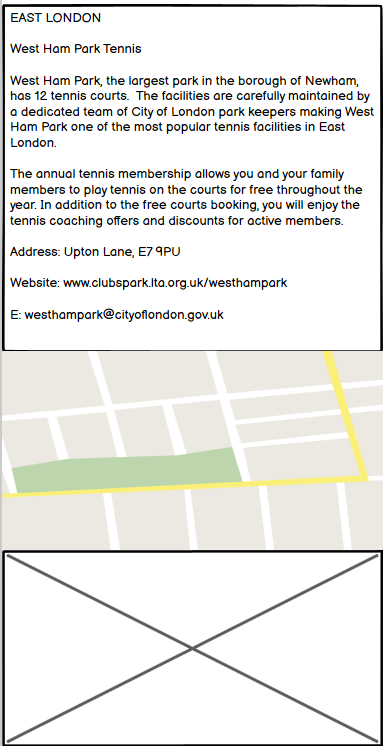 EAST LONDON
West Ham Park Tennis
West Ham Park, the largest park in the borough of Newham,
has 12 tennis courts. The facilities are carefully maintained by
a dedicated team of City of London park keepers making West
Ham Park one of the most popular tennis facilities in East
London.
The annual tennis membership allows you and your family
members to play tennis on the courts for free throughout the
year. In addition to the free courts booking, you will enjoy the
tennis coaching offers and discounts for active members.
Address: Upton Lane, E7 9PU
Website: www.clubspark.lta.org.uk/westhampark
E: westhampark@cityoflondon.gov.uk